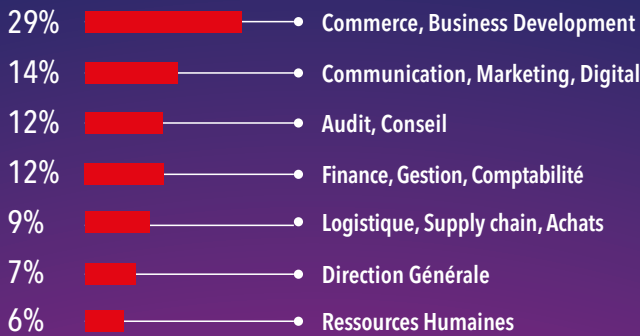 29% Commerce, Business Development
14% Communication, Marketing, Digital
12% Audit, Conseil
12% Finance, Gestion, Comptabilité
9% Logistique, Supply chain, Achats
7% Direction Générale
6% Ressources Humaines